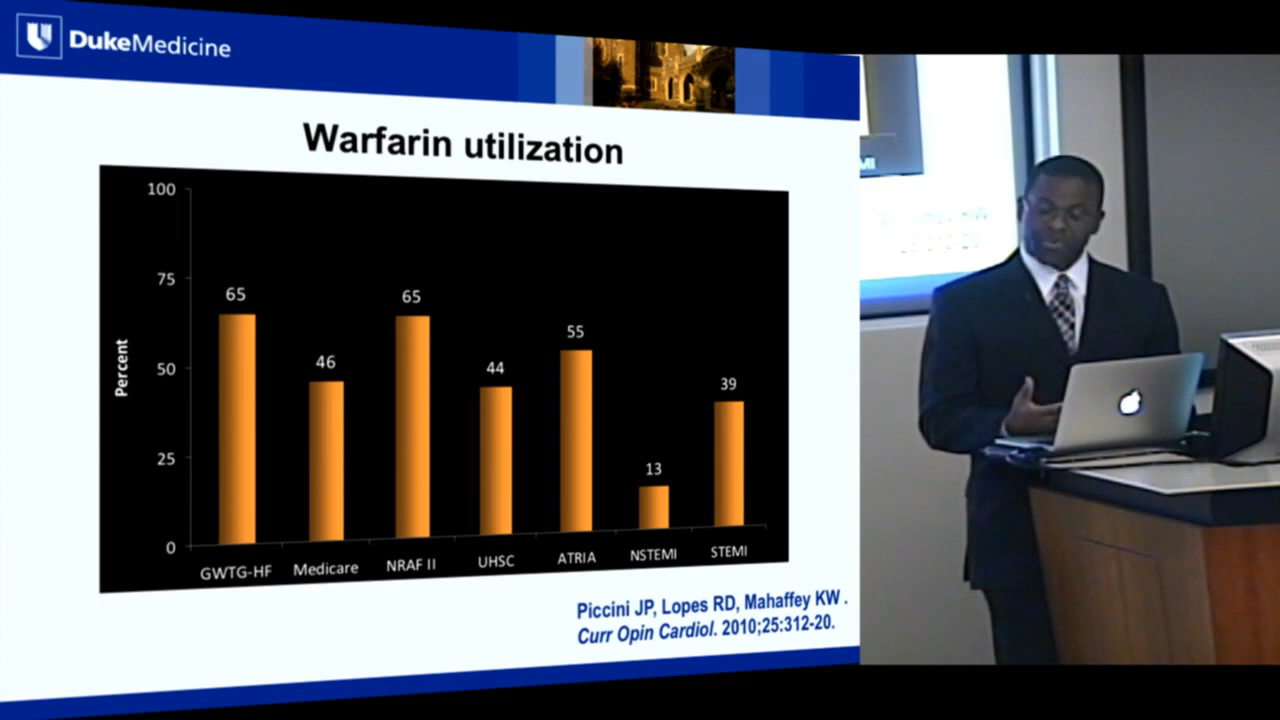 DukeMedicine
Warfarin utilization
100
75
50
25
0
Percent
65
46
65
44
55
13
39
GWTG-HF
Medicare
NRAF II
UHSC
ATRIA
NSTEMI
STEMI
Piccini JP, Lopes RD, Mahaffey KW .
Curr Opin Cardiol. 2010;25:312-20.